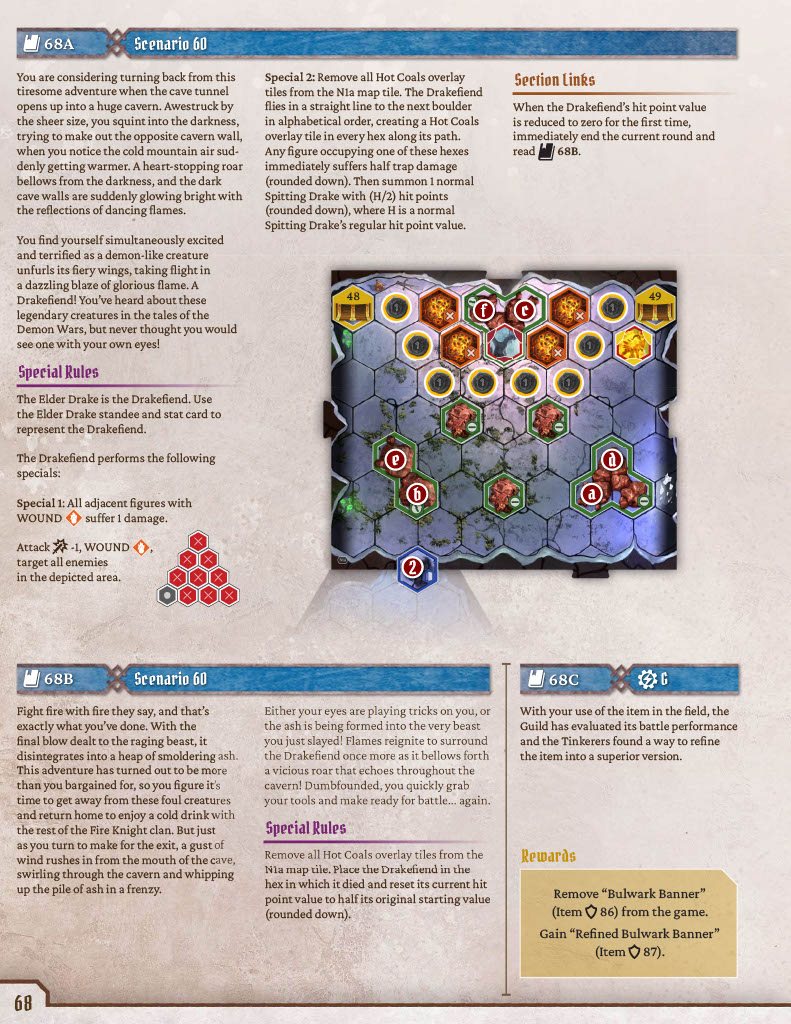 68A
Scenario 60
You are considering turning back from this
tiresome adventure when the cave tunnel
opens up into a huge cavern. Awestruck by
the sheer size, you squint into the darkness,
trying to make out the opposite cavern wall,
when you notice the cold mountain air sud-
denly getting warmer. A heart-stopping roar
bellows from the darkness, and the dark
cave walls are suddenly glowing bright with
the reflections of dancing flames.
You find yourself simultaneously excited
and terrified as a demon-like creature
unfurls its fiery wings, taking flight in
a dazzling blaze of glorious flame. A
Drakefiend! You've heard about these
legendary creatures in the tales of the
Demon Wars, but never thought you would
see one with your own eyes!
Special Rules
The Elder Drake is the Drakefiend. Use
the Elder Drake standee and stat card to
represent the Drakefiend.
The Drakefiend performs the following
specials:
Special 1: All adjacent figures with
WOUND suffer 1 damage.
Attack -1, WOUND ,
target all enemies
in the depicted area.
Special 2: Remove all Hot Coals overlay
tiles from the N1a map tile. The Drakefiend
flies in a straight line to the next boulder
in alphabetical order, creating a Hot Coals
overlay tile in every hex along its path.
Any figure occupying one of these hexes
immediately suffers half trap damage
(rounded down). Then summon 1 normal
Spitting Drake with (H/2) hit points
(rounded down), where H is a normal
Spitting Drake's regular hit point value.
Section Links
When the Drakefiend's hit point value
is reduced to zero for the first time,
immediately end the current round and
read 68B.
48
1
f
c
1
49
1
1
1
1
1
1
e
d
b
a
2
68B
Scenario 60
Fight fire with fire they say, and that's
exactly what you've done. With the
final blow dealt to the raging beast, it
disintegrates into a heap of smoldering ash.
This adventure has turned out to be more
than you bargained for, so you figure it's
time to get away from these foul creatures
and return home to enjoy a cold drink with
the rest of the Fire Knight clan. But just
as you turn to make for the exit, a gust of
wind rushes in from the mouth of the cave,
swirling through the cavern and whipping
up the pile of ash in a frenzy.
Either your eyes are playing tricks on you, or
the ash is being formed into the very beast
you just slayed! Flames reignite to surround
the Drakefiend once more as it bellows forth
a vicious roar that echoes throughout the
cavern! Dumbfounded, you quickly grab
your tools and make ready for battle... again.
Special Rules
Remove all Hot Coals overlay tiles from the
N1a map tile. Place the Drakefiend in the
hex in which it died and reset its current hit
point value to half its original starting value
(rounded down).
68C
6
With your use of the item in the field, the
Guild has evaluated its battle performance
and the Tinkerers found a way to refine
the item into a superior version.
Rewards
Remove "Bulwark Banner"
(Item 86) from the game.
Gain "Refined Bulwark Banner"
(Item 87).
68